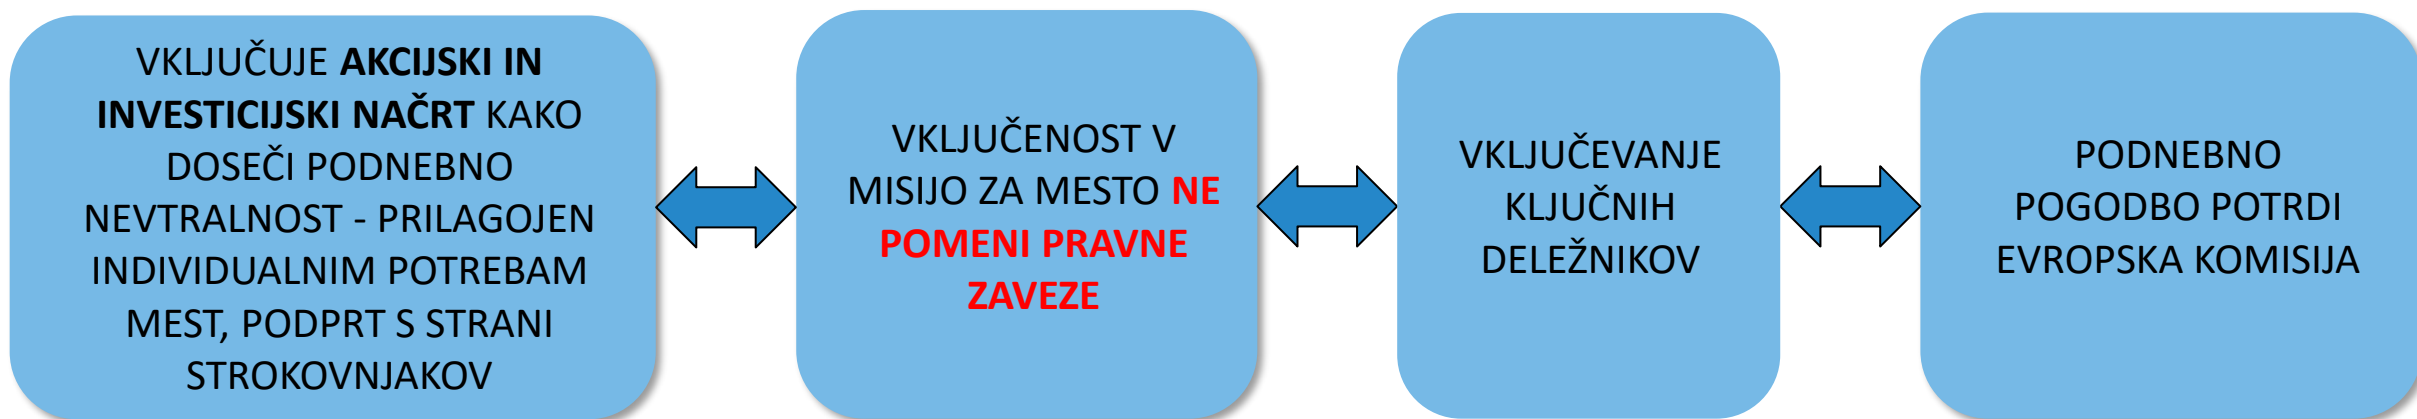 VKLJUČUJE AKCIJSKI IN
INVESTICIJSKI NAČRT KAKO
DOSEČI PODNEBNO
NEVTRALNOST - PRILAGOJEN
INDIVIDUALNIM POTREBAM
MEST, PODPRT S STRANI
STROKOVNJAKOV
VKLJUČENOST V
MISIJO ZA MESTO NE
POMENI PRAVNE
ZAVEZE
VKLJUČEVANJE
KLJUČNIH
DELEŽNIKOV
PODNEBNO
POGODBO POTRDI
EVROPSKA KOMISIJA